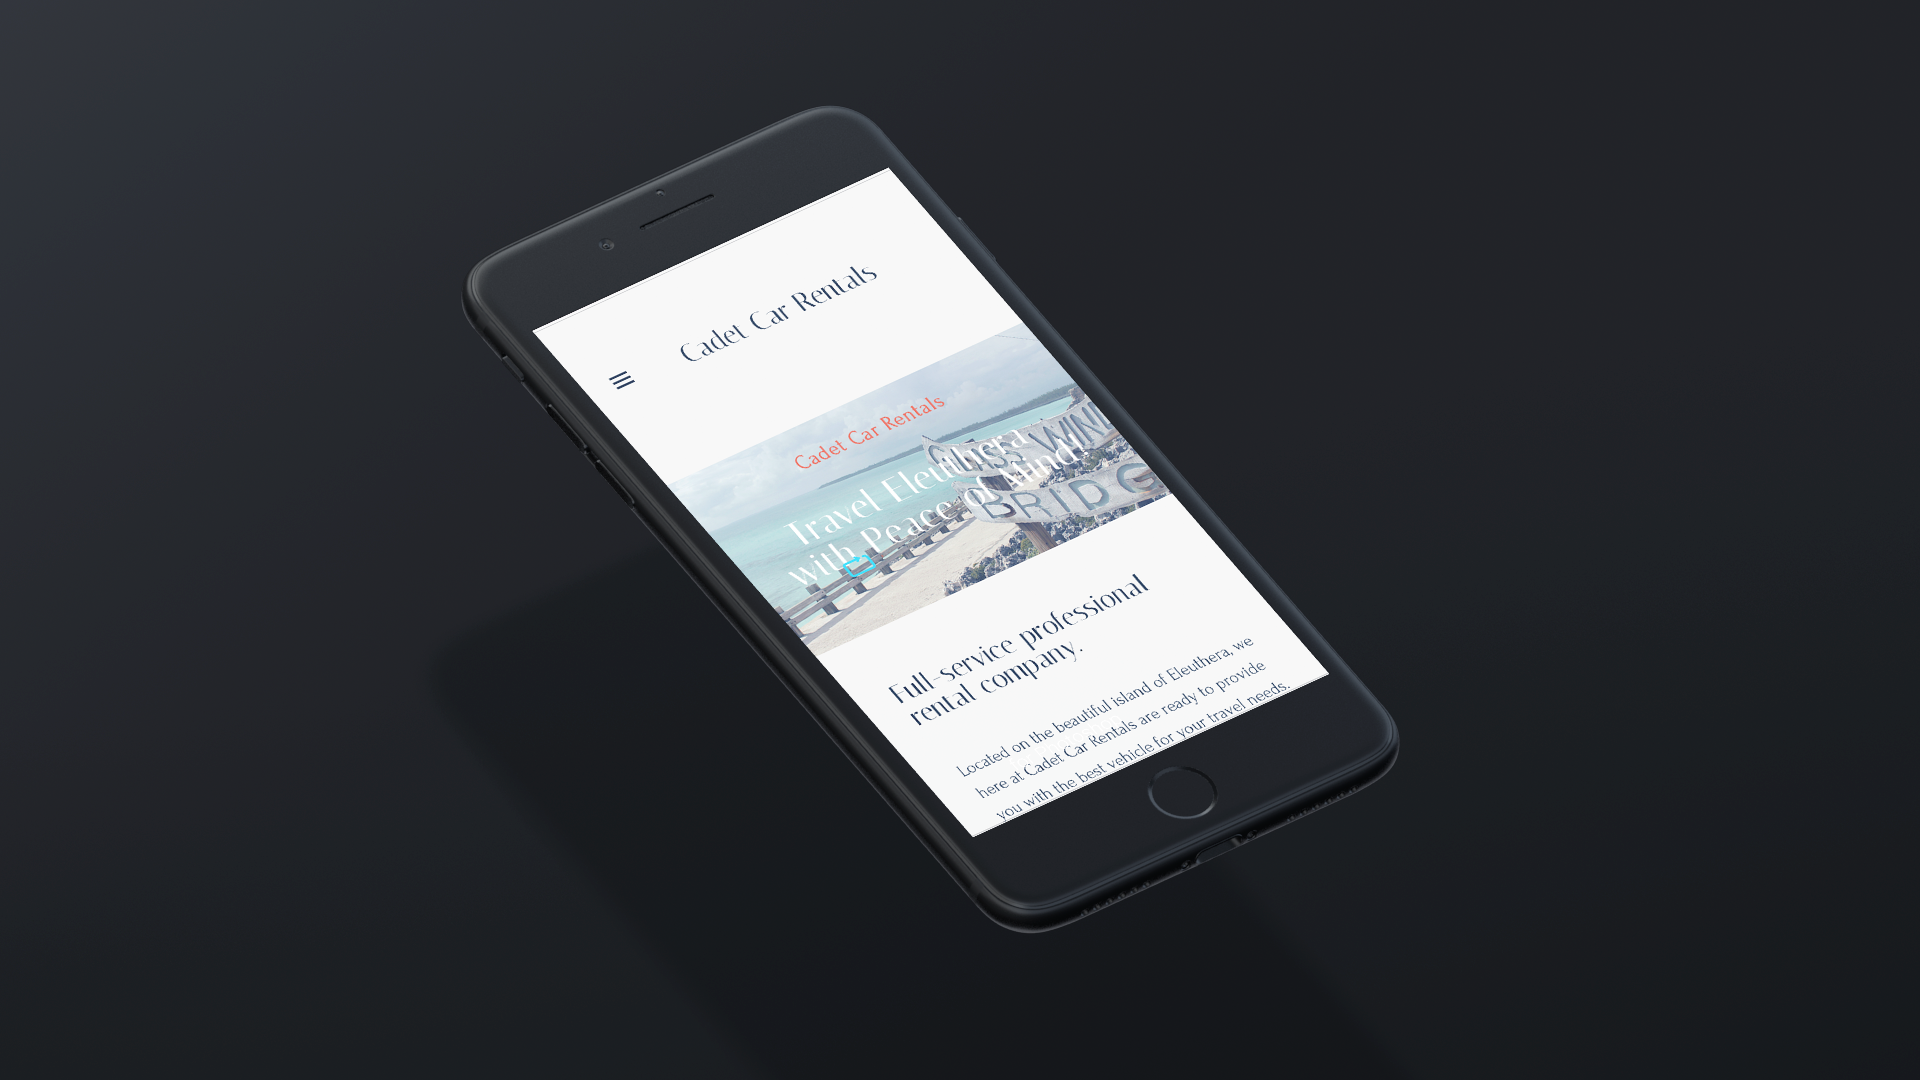 Cadet Car Rentals
Cadet Car Rentals
Travel Eleuthera
with Peace of Mind!
BRIDG
Full-service professional
rental company.
Located on the beautiful island of Eleuthera, we
here at Cadet Car Rentals are ready to provide
you with the best vehicle for your travel needs.